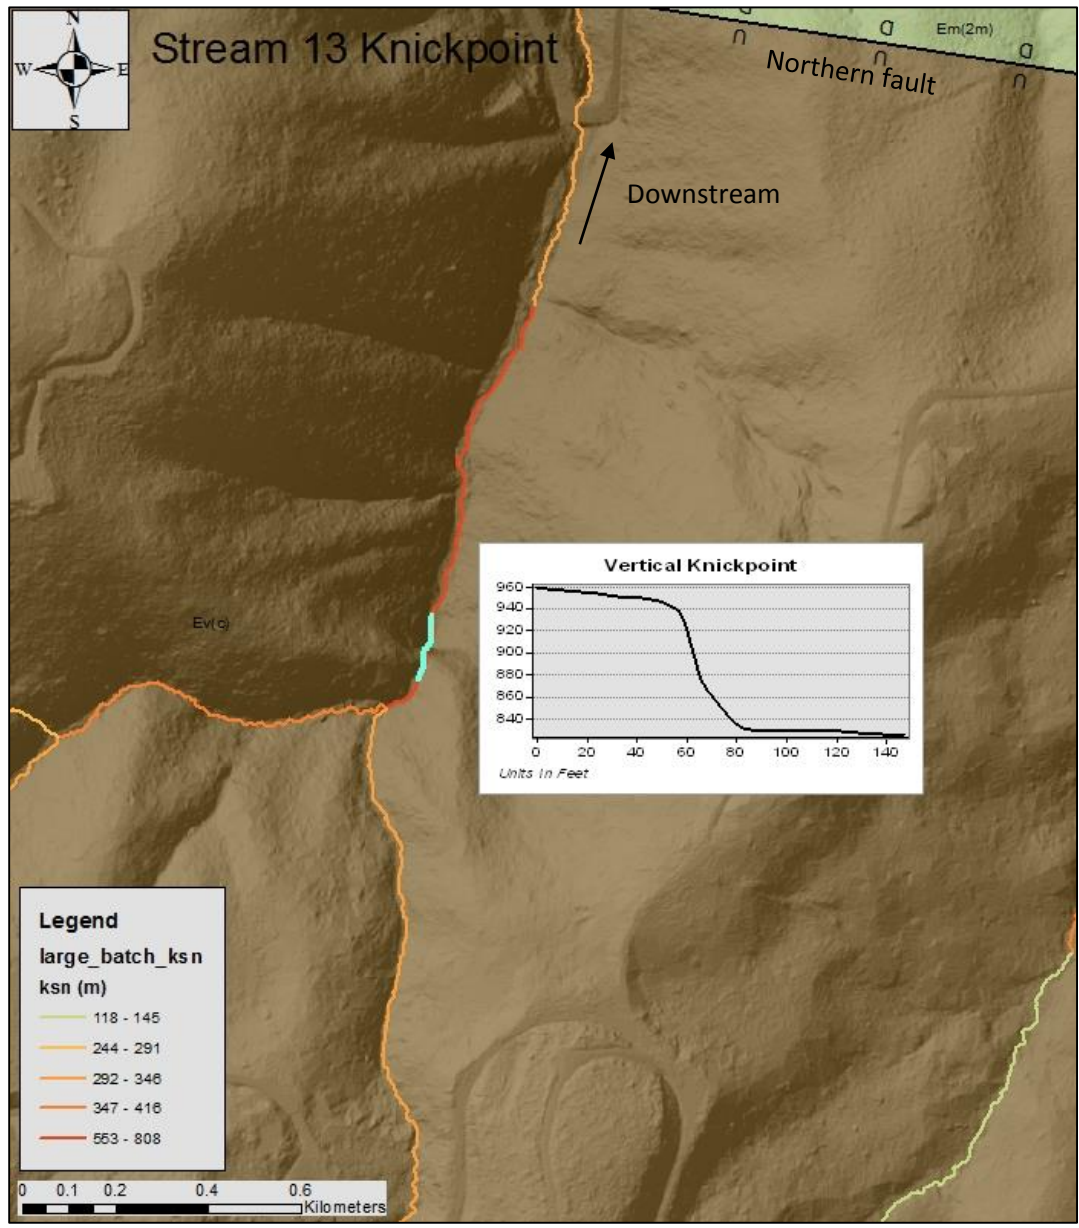 N
W E
S
Stream 13 Knickpoint
Em(2m)
Northern fault
Downstream
Ev(c)
Vertical Knickpoint
960
940
920
900
880
860
840
0 20 40 60 80 100 120 140
Units In Feet
Legend
large_batch_ksn
ksn (m)
118 - 145
244 - 291
292 - 346
347 - 416
553 - 808
0 0.1 0.2 0.4 0.6
Kilometers